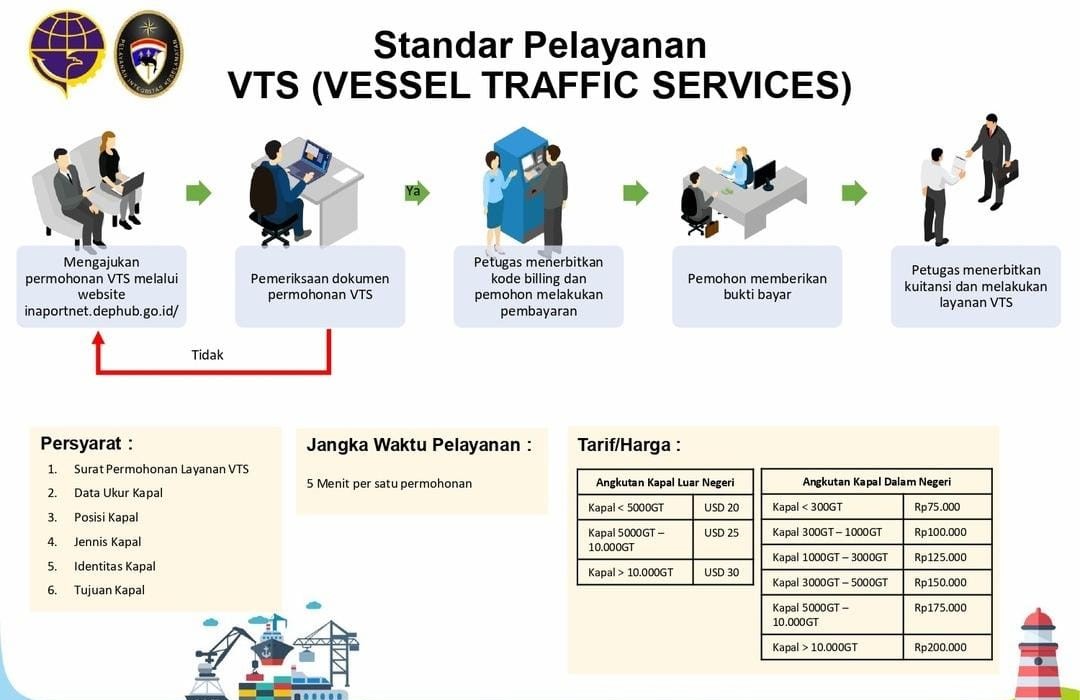 PELAYANAN INTEGRITAS KESELAMATAN
Standar Pelayanan
VTS (VESSEL TRAFFIC SERVICES)
Ya
Mengajukan
permohonan VTS melalui
website
inaportnet.dephub.go.id/
Pemeriksaan dokumen
permohonan VTS
Petugas menerbitkan
kode billing dan
pemohon melakukan
pembayaran
Pemohon memberikan
bukti bayar
Petugas menerbitkan
kuitansi dan melakukan
layanan VTS
Tidak
Persyarat :
1. Surat Permohonan Layanan VTS
2. Data Ukur Kapal
3. Posisi Kapal
4. Jennis Kapal
5. Identitas Kapal
6. Tujuan Kapal
Jangka Waktu Pelayanan :
5 Menit per satu permohonan
Tarif/Harga :
Angkutan Kapal Luar Negeri
Kapal < 5000GT USD 20
Kapal 5000GT – USD 25
10.000GT
Kapal > 10.000GT USD 30
Angkutan Kapal Dalam Negeri
Kapal < 300GT Rp75.000
Kapal 300GT – 1000GT Rp100.000
Kapal 1000GT – 3000GT Rp125.000
Kapal 3000GT – 5000GT Rp150.000
Kapal 5000GT – Rp175.000
10.000GT
Kapal > 10.000GT Rp200.000